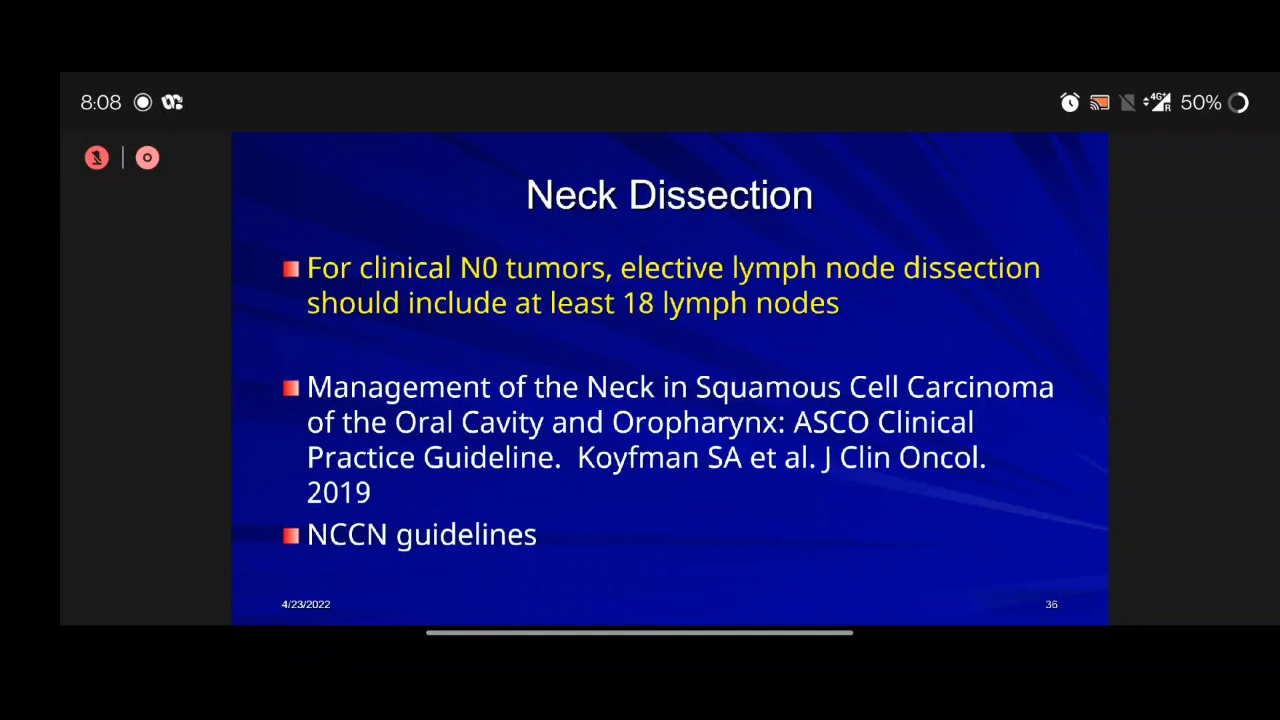 8:08
4G+
R
50%
Neck Dissection
For clinical N0 tumors, elective lymph node dissection
should include at least 18 lymph nodes
Management of the Neck in Squamous Cell Carcinoma
of the Oral Cavity and Oropharynx: ASCO Clinical
Practice Guideline. Koyfman SA et al. J Clin Oncol.
2019
NCCN guidelines
4/23/2022
36